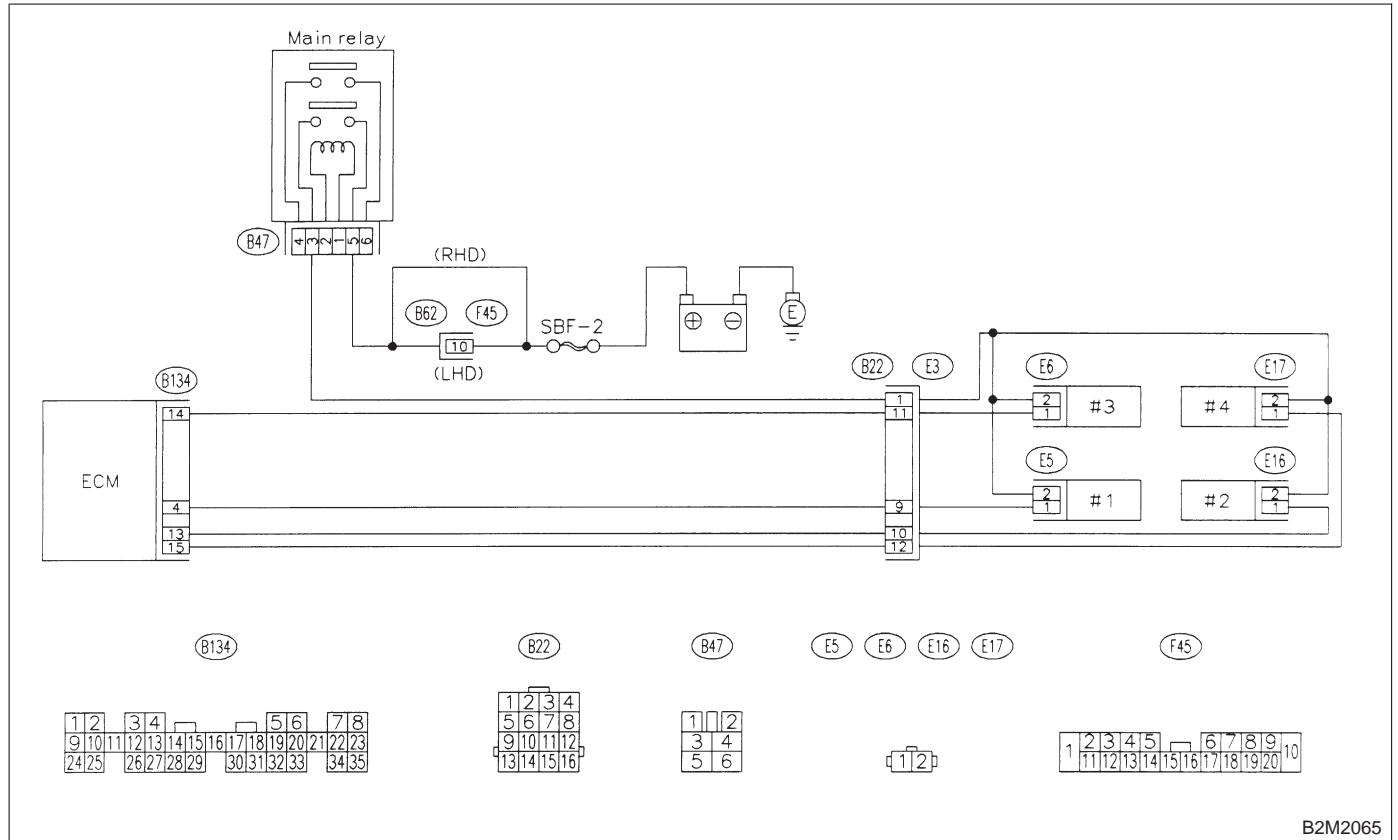 Main relay
B47
4 3 2 1 5 6
(RHD)
B62 F45
SBF-2
10
(LHD)
⊕ ⊖
E
B134
B22 E3
E6 E17
14
1
11
2
1
#3
#4
2
1
ECM
E5 E16
4
9
2
1
#1
#2
2
1
13
15
10
12
B134 B22 B47 E5 E6 E16 E17 F45
1 2 3 4 5 6 7 8
9 10 11 12 13 14 15 16 17 18 19 20 21 22 23
24 25 26 27 28 29 30 31 32 33 34 35
1 2 3 4
5 6 7 8
9 10 11 12
13 14 15 16
1 2
3 4
5 6
1 2
1 2 3 4 5 6 7 8 9 10
11 12 13 14 15 16 17 18 19 20
B2M2065